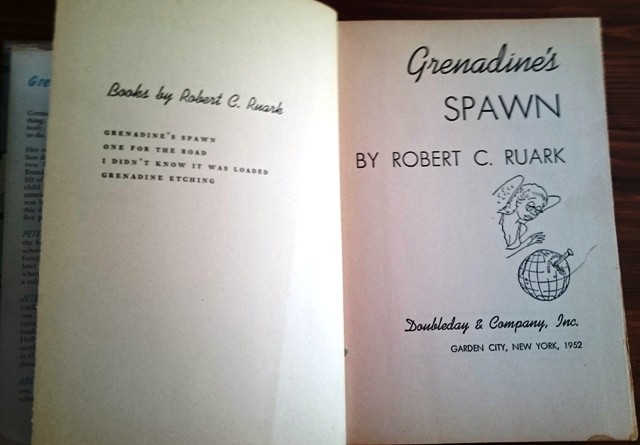 Books by Robert C. Ruark
GRENADINE'S SPAWN
ONE FOR THE ROAD
I DIDN'T KNOW IT WAS LOADED
GRENADINE ETCHING
Grenadine's
SPAWN
BY ROBERT C. RUARK
Doubleday & Company, Inc.
GARDEN CITY, NEW YORK, 1952